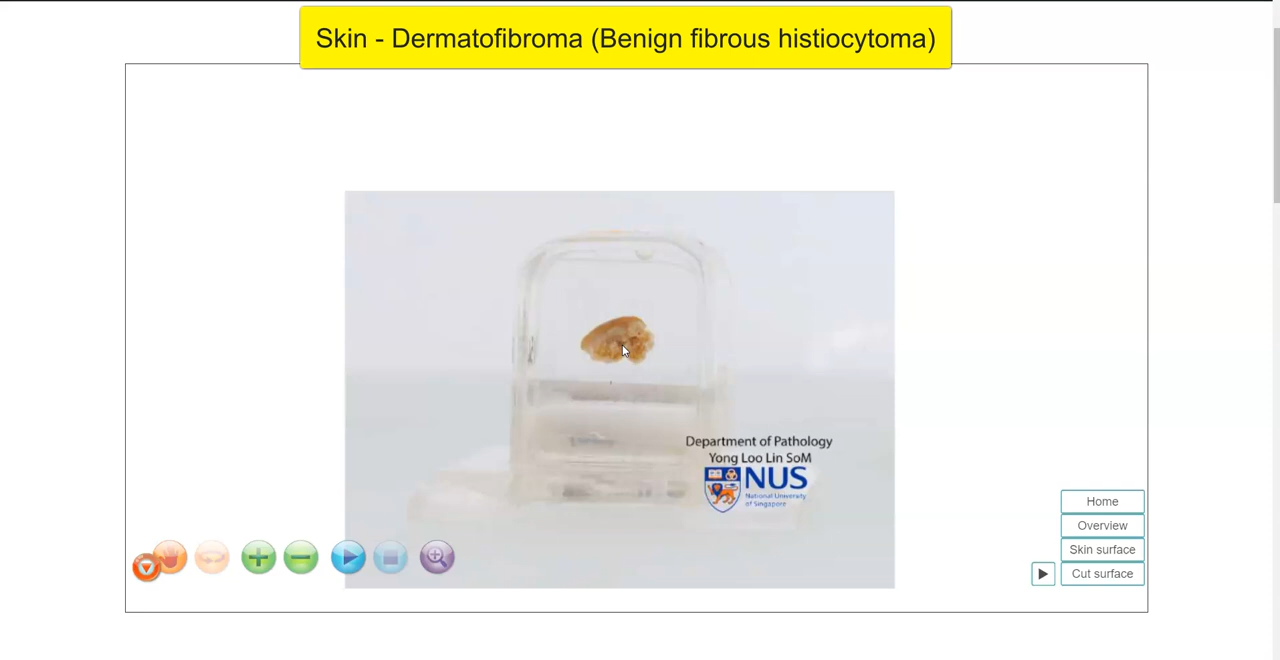 Skin - Dermatofibroma (Benign fibrous histiocytoma)
Department of Pathology
Yong Loo Lin SoM
NUS
National University
of Singapore
Home
Overview
Skin surface
Cut surface